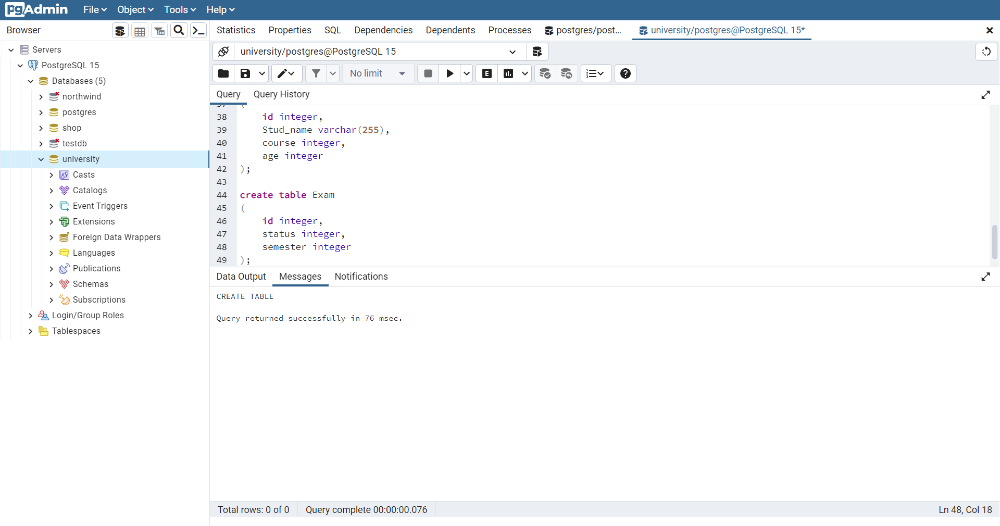 pgAdmin File Object Tools Help
Browser
Statistics Properties SQL Dependencies Dependents Processes postgres/post... university/postgres@PostgreSQL 15*
Servers
PostgreSQL 15
Databases (5)
northwind
postgres
shop
testdb
university
Casts
Catalogs
Event Triggers
Extensions
Foreign Data Wrappers
Languages
Publications
Schemas
Subscriptions
Login/Group Roles
Tablespaces
university/postgres@PostgreSQL 15
No limit
E
Query Query History
37 (
38 id integer,
39 Stud_name varchar(255),
40 course integer,
41 age integer
42 );
43
44 create table Exam
45 (
46 id integer,
47 status integer,
48 semester integer
49 );
Data Output Messages Notifications
CREATE TABLE
Query returned successfully in 76 msec.
Total rows: 0 of 0 Query complete 00:00:00.076 Ln 48, Col 18